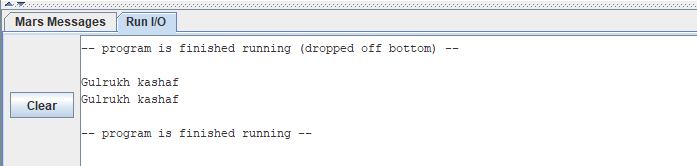 Mars Messages Run I/O
-- program is finished running (dropped off bottom) --
Gulrukh kashaf
Gulrukh kashaf
Clear
-- program is finished running --